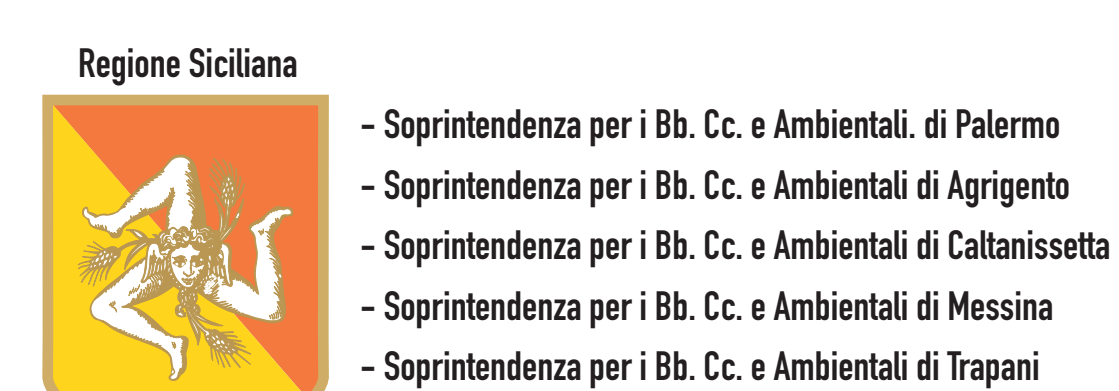 Regione Siciliana
- Soprintendenza per i Bb. Cc. e Ambientali. di Palermo
- Soprintendenza per i Bb. Cc. e Ambientali di Agrigento
- Soprintendenza per i Bb. Cc. e Ambientali di Caltanissetta
- Soprintendenza per i Bb. Cc. e Ambientali di Messina
- Soprintendenza per i Bb. Cc. e Ambientali di Trapani